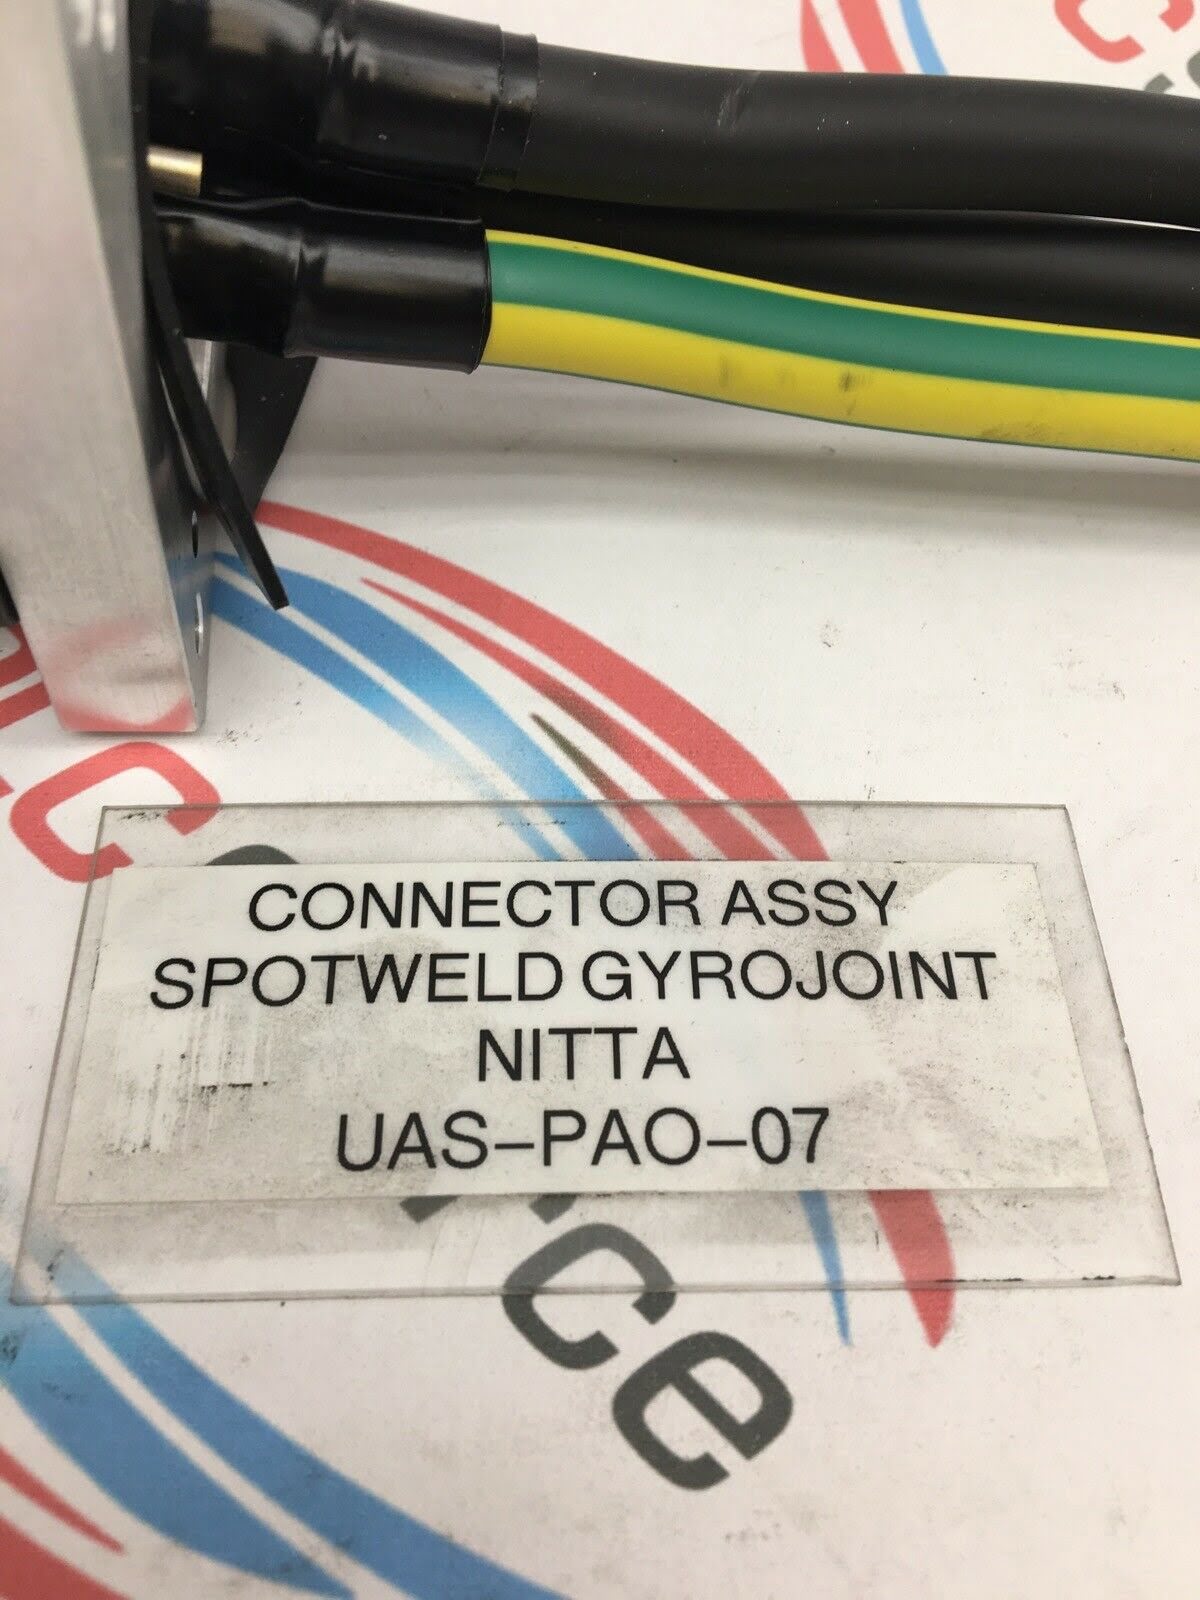 CONNECTOR ASSY
SPOTWELD GYROJOINT
NITTA
UAS-PAO-07